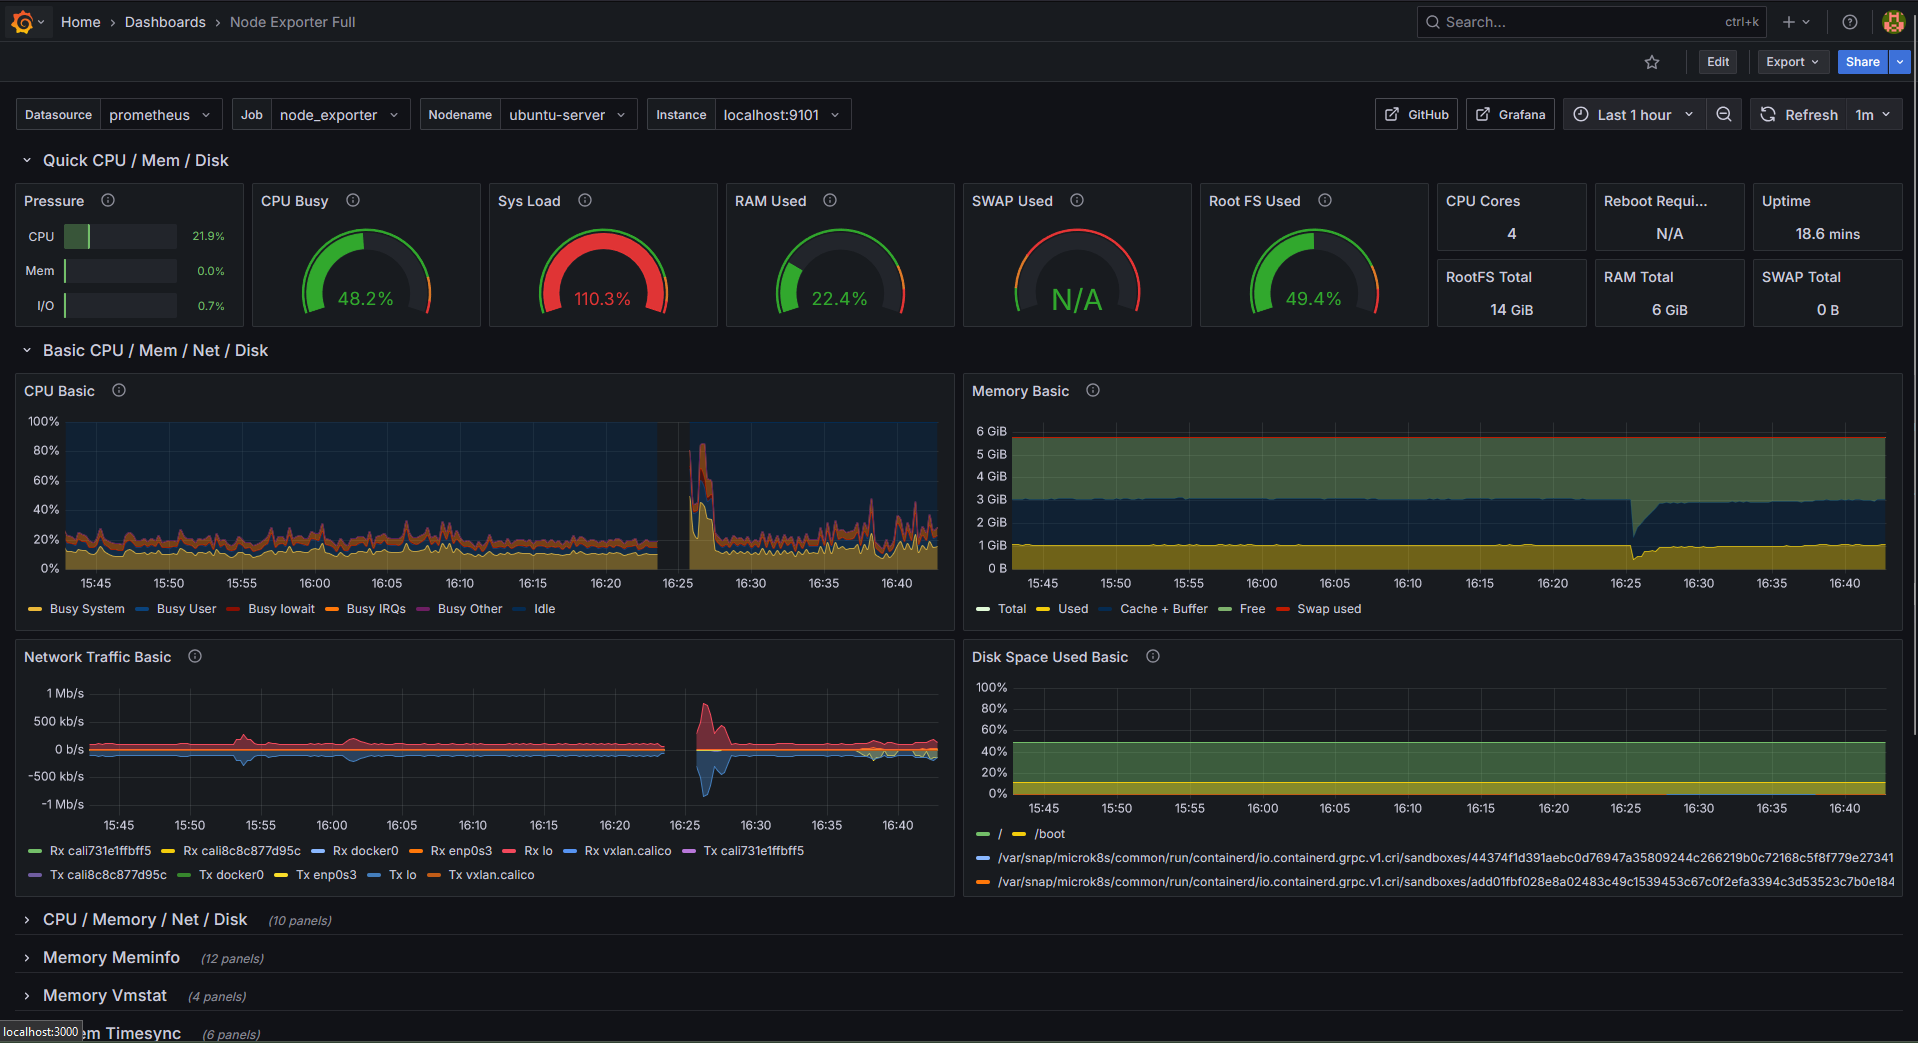 Home › Dashboards › Node Exporter Full
Search... ctrl+k
Edit Export Share
Datasource prometheus Job node_exporter Nodename ubuntu-server Instance localhost:9101 GitHub Grafana Last 1 hour Refresh 1m
Quick CPU / Mem / Disk
Pressure
CPU 21.9%
Mem 0.0%
I/O 0.7%
CPU Busy
48.2%
Sys Load
110.3%
RAM Used
22.4%
SWAP Used
N/A
Root FS Used
49.4%
CPU Cores
4
Reboot Requi...
N/A
Uptime
18.6 mins
RootFS Total
14 GiB
RAM Total
6 GiB
SWAP Total
0 B
Basic CPU / Mem / Net / Disk
CPU Basic
100%
80%
60%
40%
20%
0%
15:45 15:50 15:55 16:00 16:05 16:10 16:15 16:20 16:25 16:30 16:35 16:40
Busy System Busy User Busy Iowait Busy IRQs Busy Other Idle
Memory Basic
6 GiB
5 GiB
4 GiB
3 GiB
2 GiB
1 GiB
0 B
15:45 15:50 15:55 16:00 16:05 16:10 16:15 16:20 16:25 16:30 16:35 16:40
Total Used Cache + Buffer Free Swap used
Network Traffic Basic
1 Mb/s
500 kb/s
0 b/s
-500 kb/s
-1 Mb/s
15:45 15:50 15:55 16:00 16:05 16:10 16:15 16:20 16:25 16:30 16:35 16:40
Rx cali731e1ffbff5 Rx cali8c8c877d95c Rx docker0 Rx enp0s3 Rx lo Rx vxlan.calico Tx cali731e1ffbff5
Tx cali8c8c877d95c Tx docker0 Tx enp0s3 Tx lo Tx vxlan.calico
Disk Space Used Basic
100%
80%
60%
40%
20%
0%
15:45 15:50 15:55 16:00 16:05 16:10 16:15 16:20 16:25 16:30 16:35 16:40
/ /boot
/var/snap/microk8s/common/run/containerd/io.containerd.grpc.v1.cri/sandboxes/44374f1d391aebc0d76947a35809244c266219b0c72168c5f8f779e27341
/var/snap/microk8s/common/run/containerd/io.containerd.grpc.v1.cri/sandboxes/add01fbf028e8a02483c49c1539453c67c0f2efa3394c3d53523c7b0e184
CPU / Memory / Net / Disk (10 panels)
Memory Meminfo (12 panels)
Memory Vmstat (4 panels)
em Timesync (6 panels)
localhost:3000